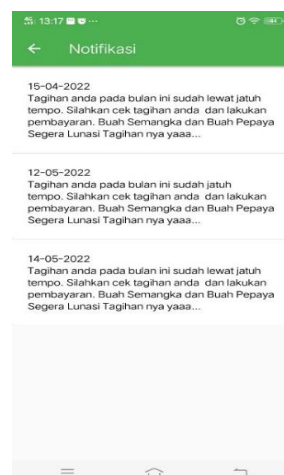 13:17
Notifikasi
15-04-2022
Tagihan anda pada bulan ini sudah lewat jatuh
tempo. Silahkan cek tagihan anda dan lakukan
pembayaran. Buah Semangka dan Buah Pepaya
Segera Lunasi Tagihan nya yaaa...
12-05-2022
Tagihan anda pada bulan ini sudah jatuh
tempo. Silahkan cek tagihan anda dan lakukan
pembayaran. Buah Semangka dan Buah Pepaya
Segera Lunasi Tagihan nya yaaa...
14-05-2022
Tagihan anda pada bulan ini sudah lewat jatuh
tempo. Silahkan cek tagihan anda dan lakukan
pembayaran. Buah Semangka dan Buah Pepaya
Segera Lunasi Tagihan nya yaaa...